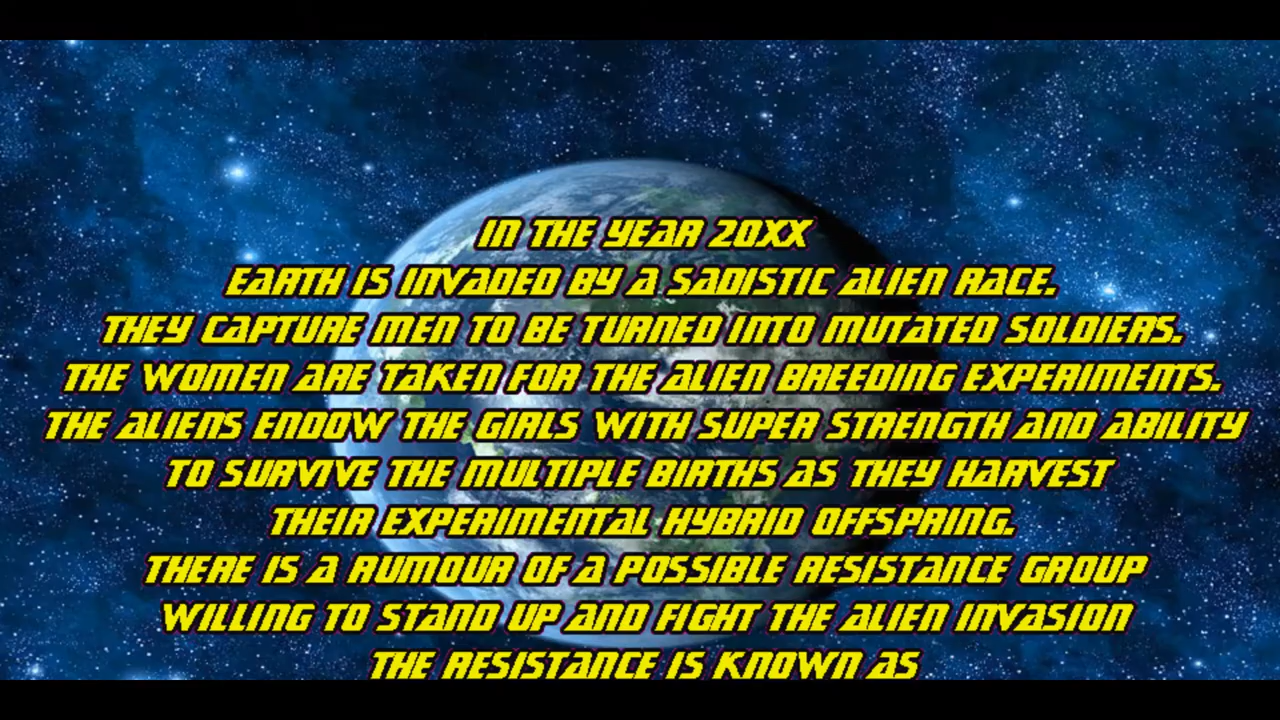 IN THE YEAR 20XX
EARTH IS INVADED BY A SADISTIC ALIEN RACE.
THEY CAPTURE MEN TO BE TURNED INTO MUTATED SOLDIERS.
THE WOMEN ARE TAKEN FOR THE ALIEN BREEDING EXPERIMENTS.
THE ALIENS ENDOW THE GIRLS WITH SUPER STRENGTH AND ABILITY
TO SURVIVE THE MULTIPLE BIRTHS AS THEY HARVEST
THEIR EXPERIMENTAL HYBRID OFFSPRING.
THERE IS A RUMOUR OF A POSSIBLE RESISTANCE GROUP
WILLING TO STAND UP AND FIGHT THE ALIEN INVASION
THE RESISTANCE IS KNOWN AS